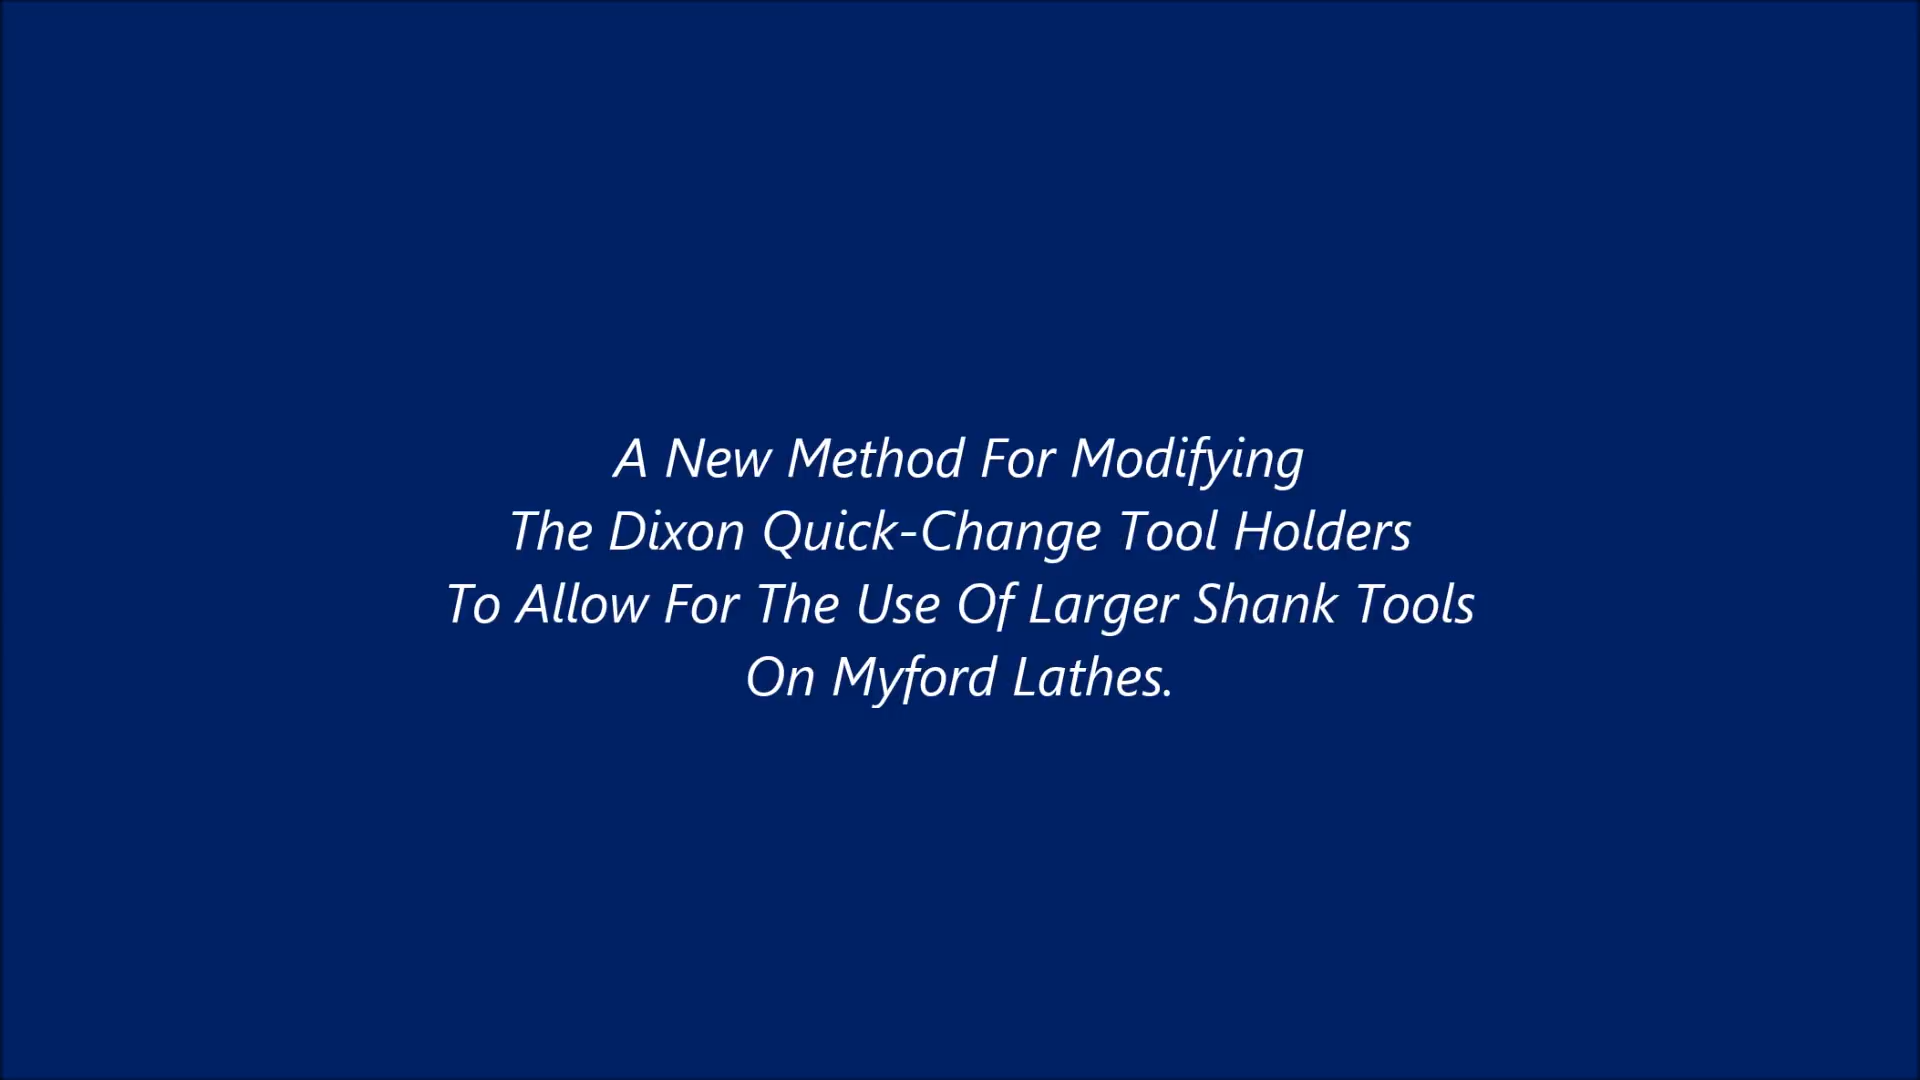 A New Method For Modifying
The Dixon Quick-Change Tool Holders
To Allow For The Use Of Larger Shank Tools
On Myford Lathes.